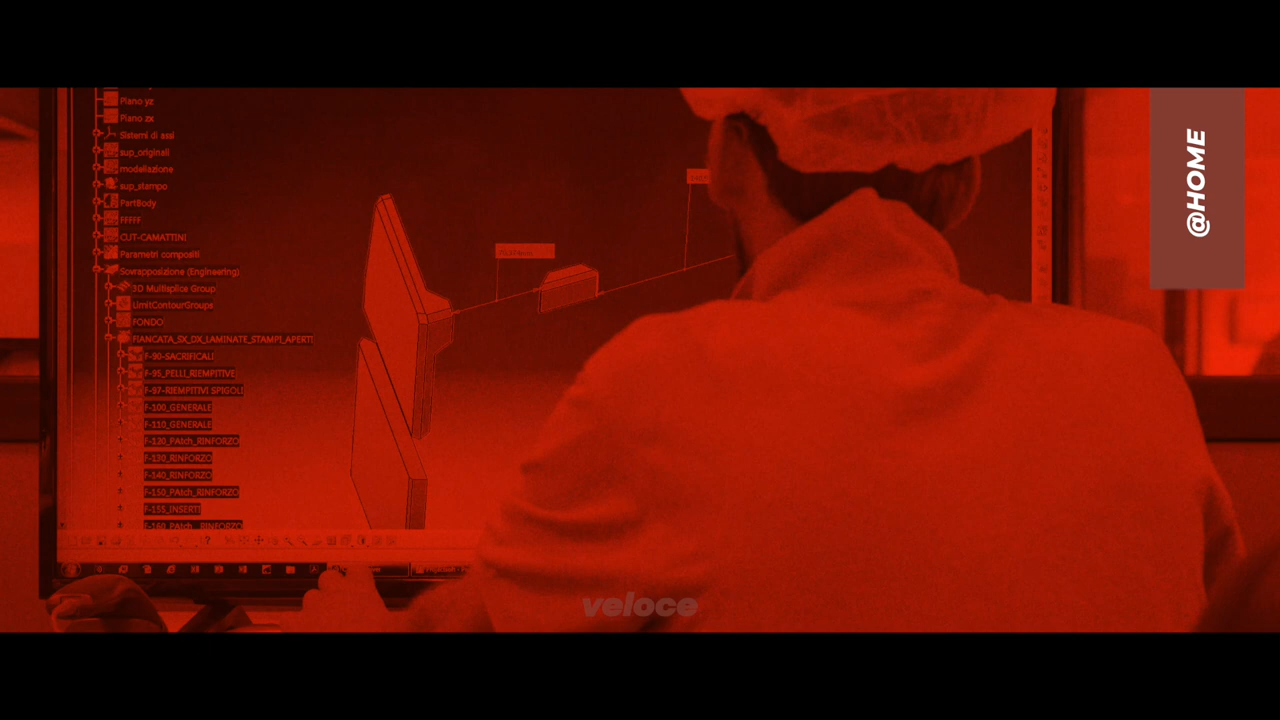 Piano yz
Piano zx
Sistemi di assi
sup_originali
modellazione
sup_stampo
PartBody
FFFFF
CUT-CAMATTINI
Parametri compositi
Sovrapposizione (Engineering)
3D Multisplice Group
LimitContourGroups
FONDO
FIANCATA_SX_DX_LAMINATE_STAMPI_APERTI
F-90-SACRIFICALI
F-95_PELLI_RIEMPITIVE
F-97-RIEMPITIVI SPIGOLI
F-100_GENERALE
F-110_GENERALE
F-120_PAtch_RINFORZO
F-130_RINFORZO
F-140_RINFORZO
F-150_PAtch_RINFORZO
F-155_INSERTI
F-160_PAtch_RINFORZO
@HOME
veloce